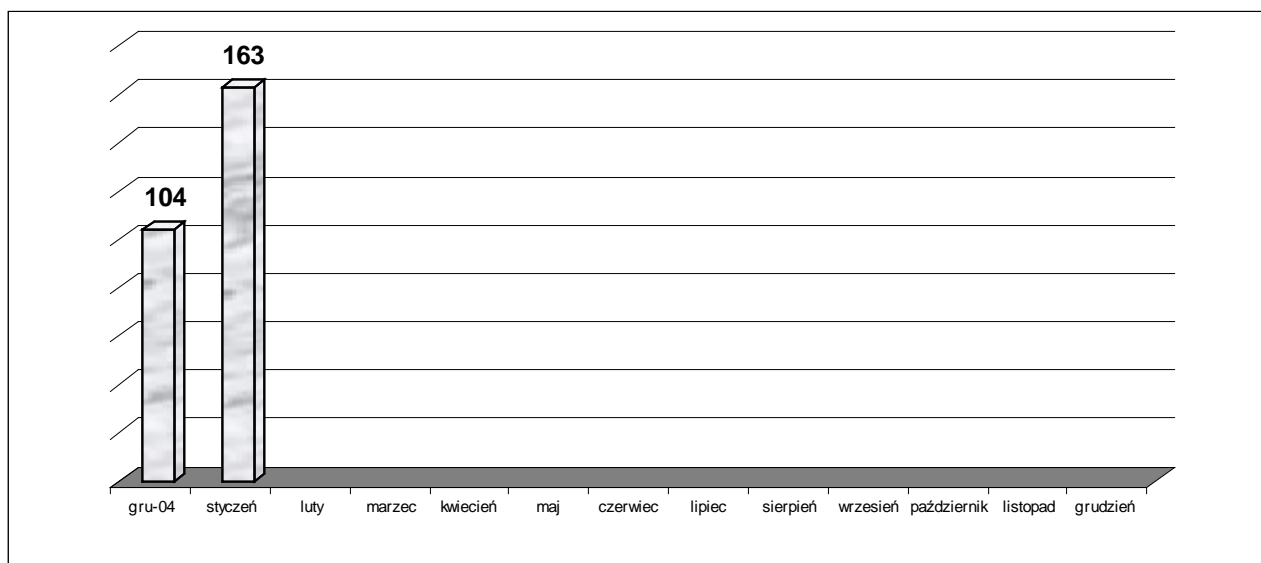 163
104
gru-04 styczeń luty marzec kwiecień maj czerwiec lipiec sierpień wrzesień październik listopad grudzień